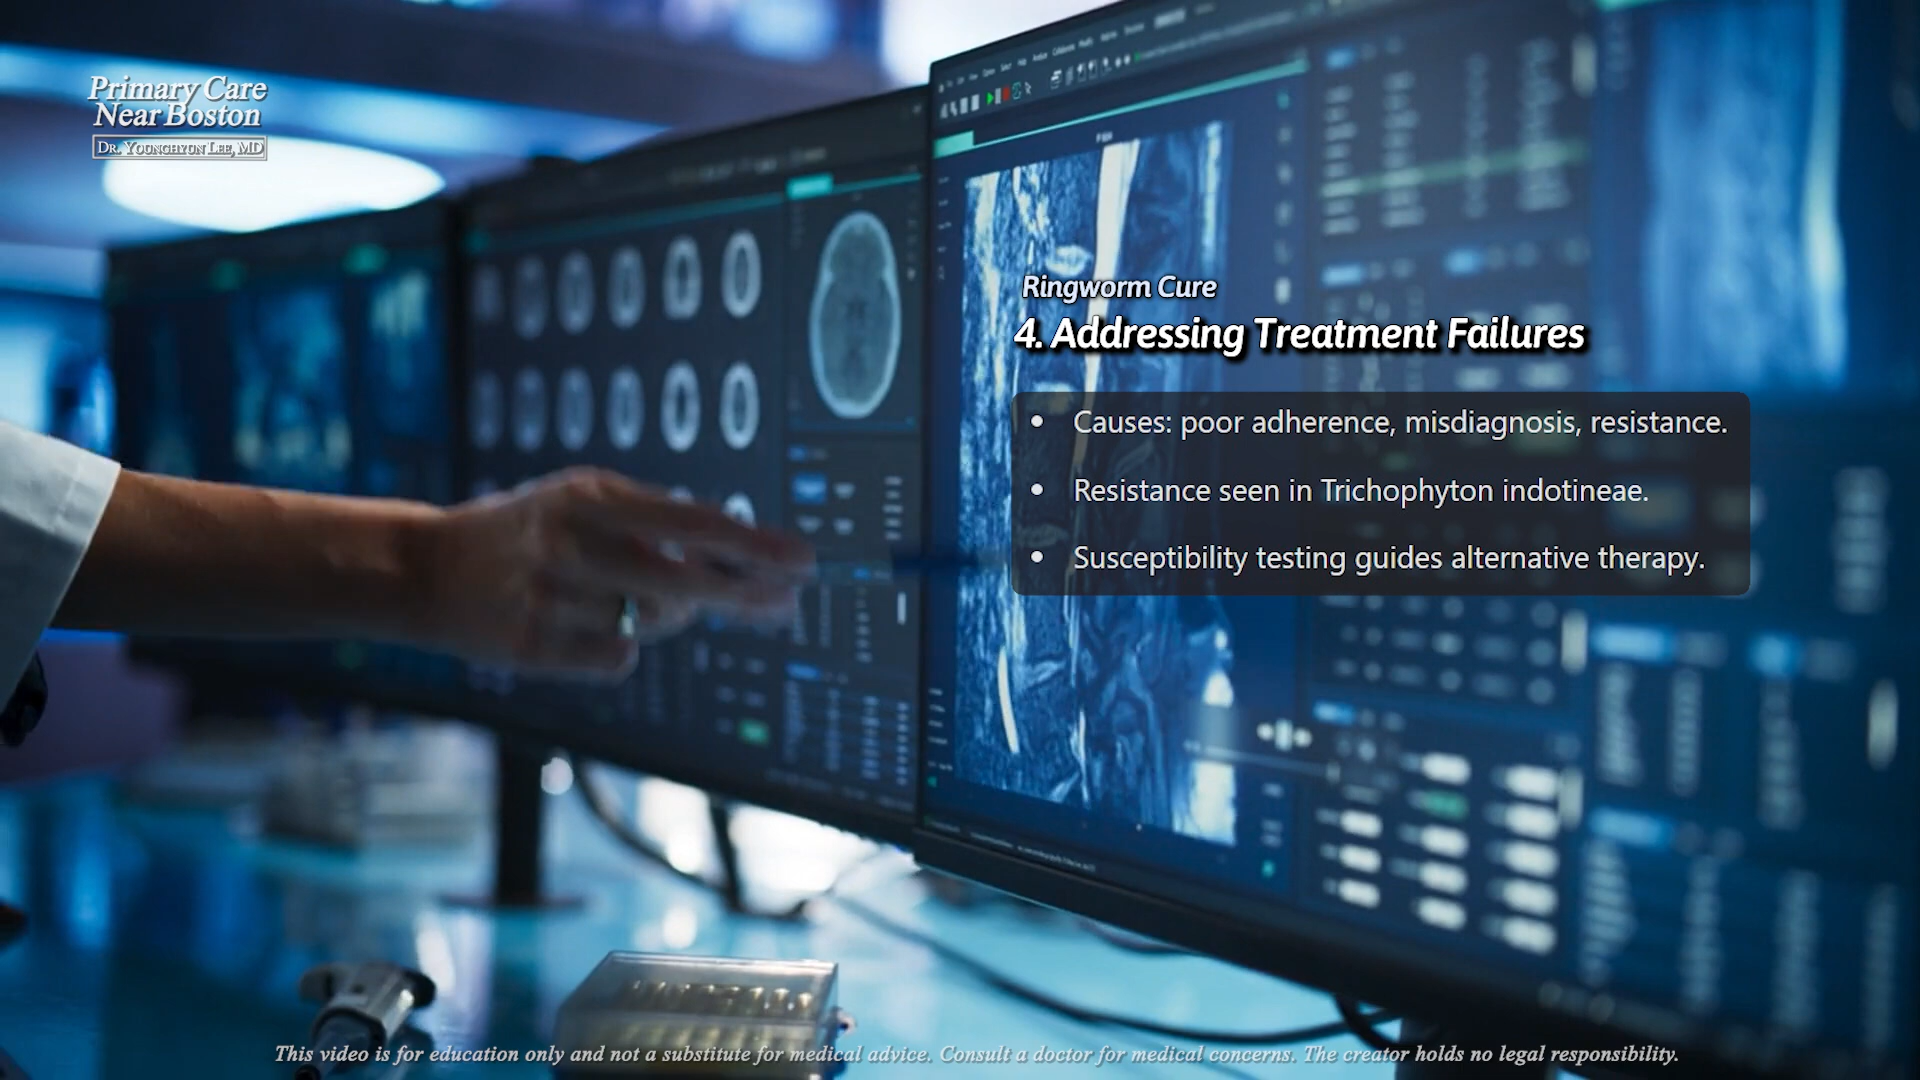 Primary Care
Near Boston
Dr. Younghyun Lee, MD
Ringworm Cure
4. Addressing Treatment Failures
• Causes: poor adherence, misdiagnosis, resistance.
• Resistance seen in Trichophyton indotineae.
• Susceptibility testing guides alternative therapy.
This video is for education only and not a substitute for medical advice. Consult a doctor for medical concerns. The creator holds no legal responsibility.